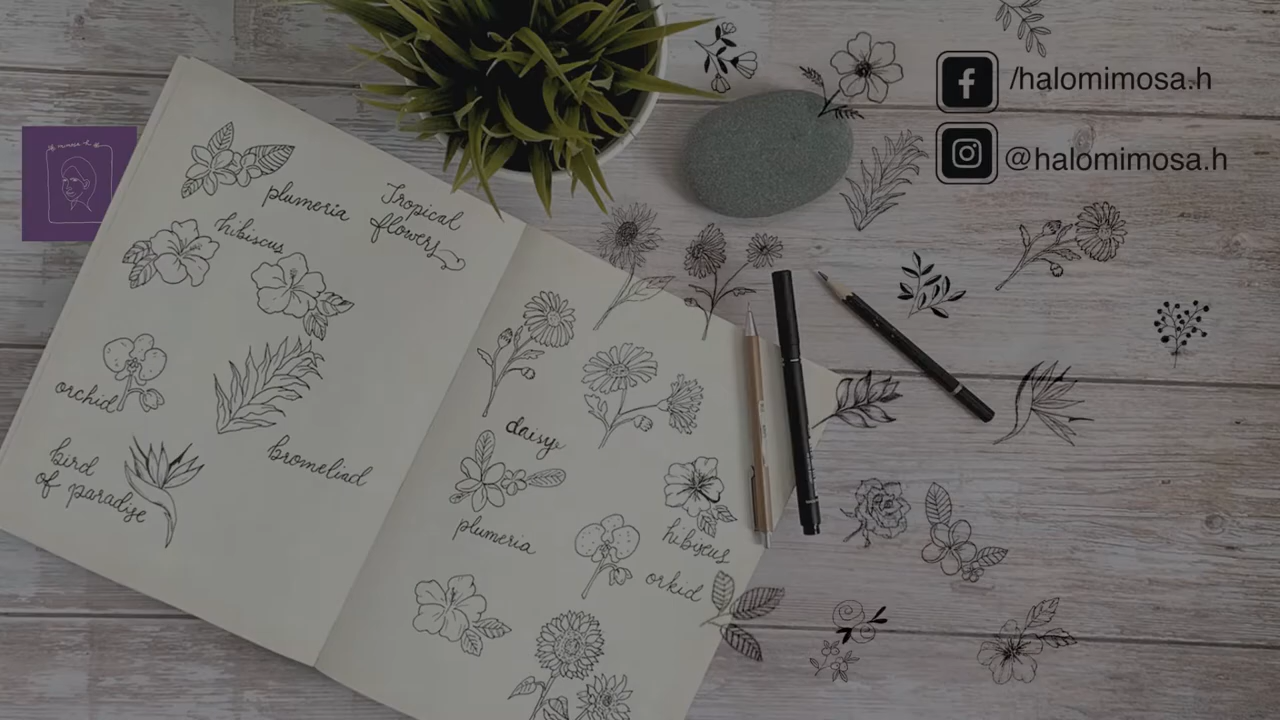 /halomimosa.h
@halomimosa.h
plumeria
Tropical
flowers
hibiscus
orchid
bromeliad
bird
of paradise
daisy
plumeria
hibiscus
orkid